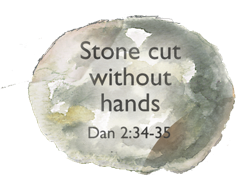 Stone cut
without
hands
Dan 2:34-35